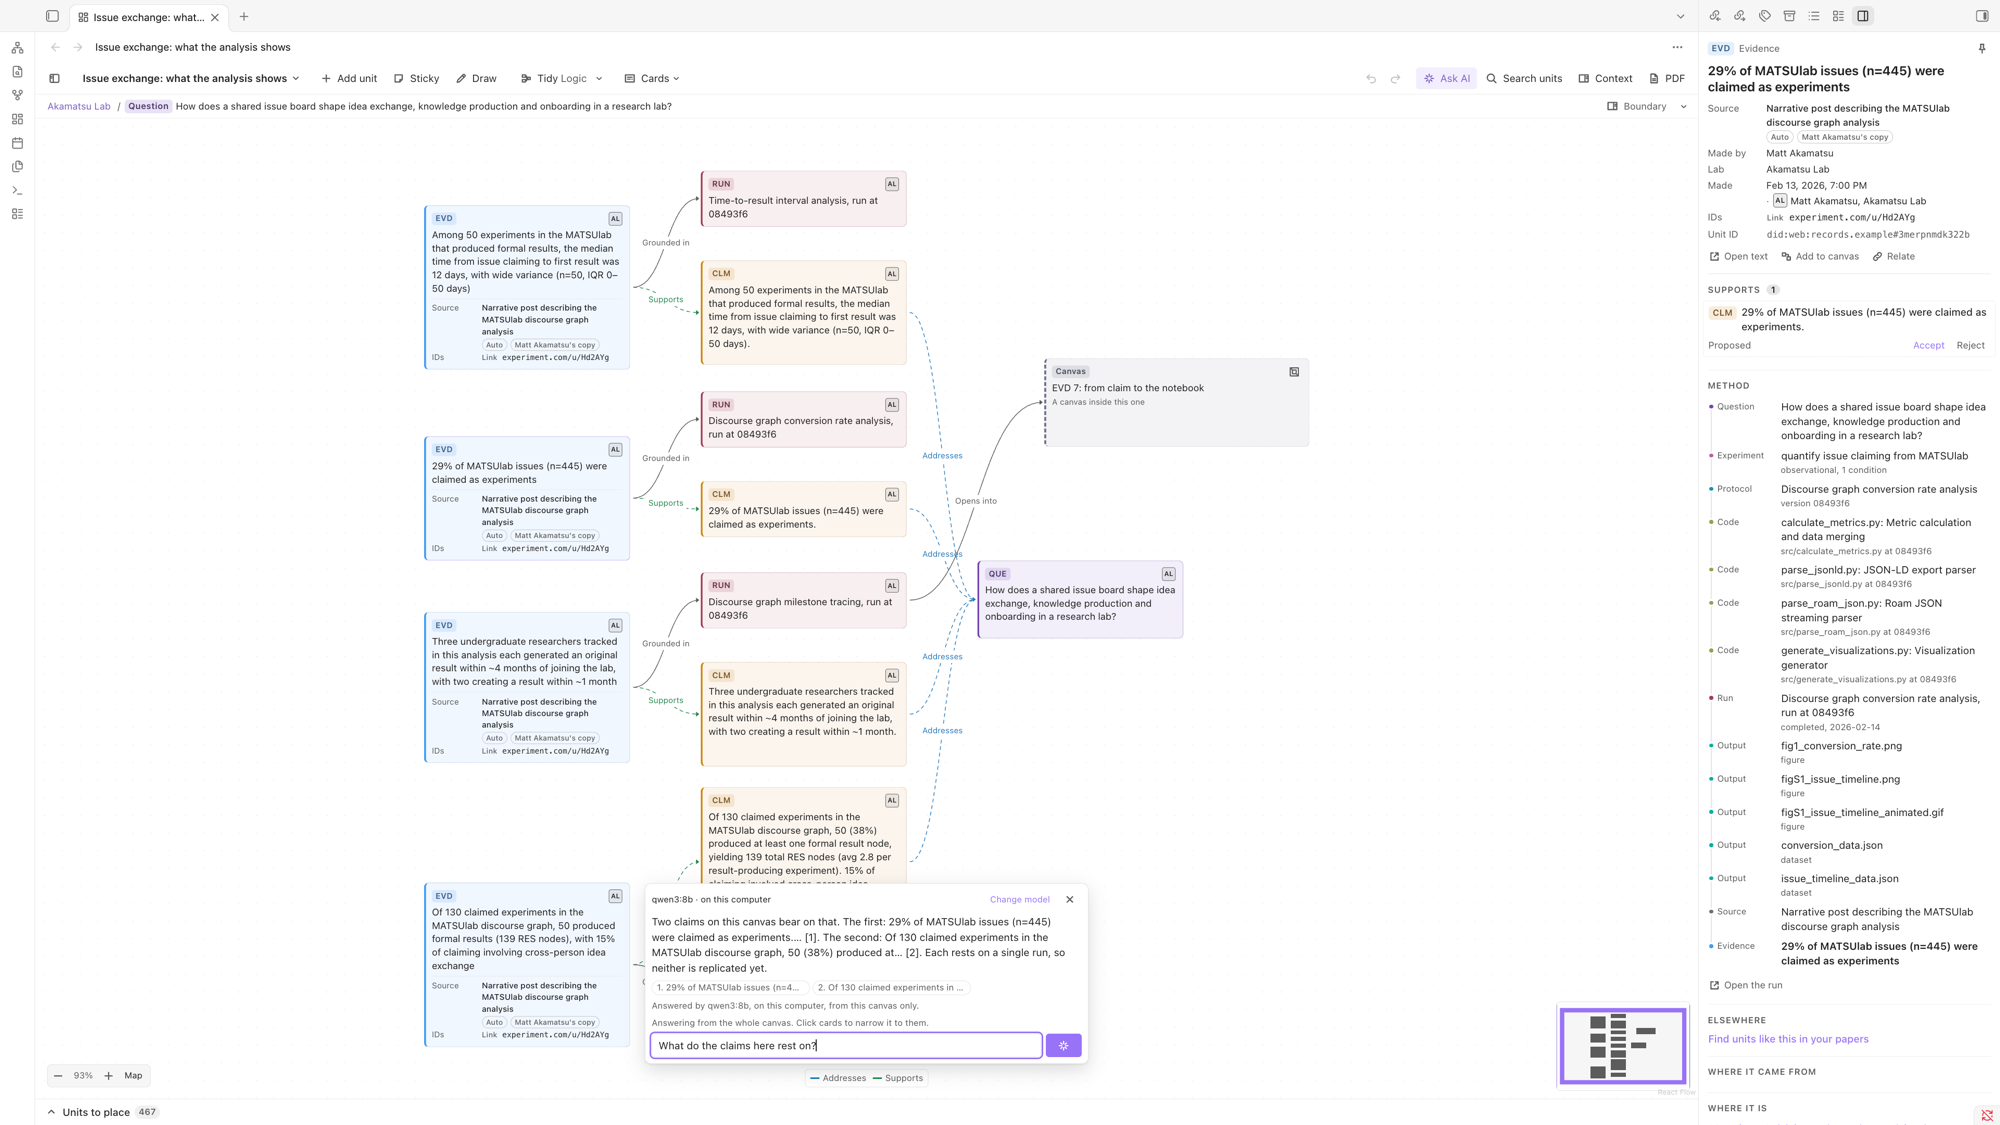 Issue exchange: what...
Issue exchange: what the analysis shows
Issue exchange: what the analysis shows
Add unit
Sticky
Draw
Tidy Logic
Cards
Ask AI
Search units
Context
PDF
Akamatsu Lab / Question How does a shared issue board shape idea exchange, knowledge production and onboarding in a research lab?
Boundary
EVD AL
Among 50 experiments in the MATSUlab
that produced formal results, the median
time from issue claiming to first result was
12 days, with wide variance (n=50, IQR 0–
50 days)
Source Narrative post describing the
MATSUlab discourse graph
analysis
Auto Matt Akamatsu's copy
IDs Link experiment.com/u/Hd2AYg
RUN AL
Time-to-result interval analysis, run at
08493f6
Grounded in
Supports
CLM AL
Among 50 experiments in the MATSUlab
that produced formal results, the median
time from issue claiming to first result was
12 days, with wide variance (n=50, IQR 0–
50 days).
EVD AL
29% of MATSUlab issues (n=445) were
claimed as experiments
Source Narrative post describing the
MATSUlab discourse graph
analysis
Auto Matt Akamatsu's copy
IDs Link experiment.com/u/Hd2AYg
RUN AL
Discourse graph conversion rate analysis,
run at 08493f6
Grounded in
Supports
CLM AL
29% of MATSUlab issues (n=445) were
claimed as experiments.
EVD AL
Three undergraduate researchers tracked
in this analysis each generated an original
result within ~4 months of joining the lab,
with two creating a result within ~1 month
Source Narrative post describing the
MATSUlab discourse graph
analysis
Auto Matt Akamatsu's copy
IDs Link experiment.com/u/Hd2AYg
RUN AL
Discourse graph milestone tracing, run at
08493f6
Grounded in
Supports
CLM AL
Three undergraduate researchers tracked
in this analysis each generated an original
result within ~4 months of joining the lab,
with two creating a result within ~1 month.
CLM AL
Of 130 claimed experiments in the
MATSUlab discourse graph, 50 (38%)
produced at least one formal result node,
yielding 139 total RES nodes (avg 2.8 per
result-producing experiment). 15% of
EVD AL
Of 130 claimed experiments in the
MATSUlab discourse graph, 50 produced
formal results (139 RES nodes), with 15%
of claiming involving cross-person idea
exchange
Source Narrative post describing the
MATSUlab discourse graph
analysis
Auto Matt Akamatsu's copy
IDs Link experiment.com/u/Hd2AYg
Addresses
Addresses
Addresses
Addresses
Opens into
Canvas
EVD 7: from claim to the notebook
A canvas inside this one
QUE AL
How does a shared issue board shape idea
exchange, knowledge production and
onboarding in a research lab?
qwen3:8b · on this computer
Change model
Two claims on this canvas bear on that. The first: 29% of MATSUlab issues (n=445)
were claimed as experiments.... [1]. The second: Of 130 claimed experiments in the
MATSUlab discourse graph, 50 (38%) produced at... [2]. Each rests on a single run, so
neither is replicated yet.
1. 29% of MATSUlab issues (n=4...
2. Of 130 claimed experiments in ...
Answered by qwen3:8b, on this computer, from this canvas only.
Answering from the whole canvas. Click cards to narrow it to them.
What do the claims here rest on?
Addresses
Supports
93%
Map
React Flow
Units to place 467
EVD Evidence
29% of MATSUlab issues (n=445) were
claimed as experiments
Source Narrative post describing the MATSUlab
discourse graph analysis
Auto Matt Akamatsu's copy
Made by Matt Akamatsu
Lab Akamatsu Lab
Made Feb 13, 2026, 7:00 PM
· AL Matt Akamatsu, Akamatsu Lab
IDs Link experiment.com/u/Hd2AYg
Unit ID did:web:records.example#3merpnmdk322b
Open text
Add to canvas
Relate
SUPPORTS 1
CLM 29% of MATSUlab issues (n=445) were claimed as
experiments.
Proposed Accept Reject
METHOD
Question How does a shared issue board shape idea
exchange, knowledge production and
onboarding in a research lab?
Experiment quantify issue claiming from MATSUlab
observational, 1 condition
Protocol Discourse graph conversion rate analysis
version 08493f6
Code calculate_metrics.py: Metric calculation
and data merging
src/calculate_metrics.py at 08493f6
Code parse_jsonld.py: JSON-LD export parser
src/parse_jsonld.py at 08493f6
Code parse_roam_json.py: Roam JSON
streaming parser
src/parse_roam_json.py at 08493f6
Code generate_visualizations.py: Visualization
generator
src/generate_visualizations.py at 08493f6
Run Discourse graph conversion rate analysis,
run at 08493f6
completed, 2026-02-14
Output fig1_conversion_rate.png
figure
Output figS1_issue_timeline.png
figure
Output figS1_issue_timeline_animated.gif
figure
Output conversion_data.json
dataset
Output issue_timeline_data.json
dataset
Source Narrative post describing the MATSUlab
discourse graph analysis
Evidence 29% of MATSUlab issues (n=445) were
claimed as experiments
Open the run
ELSEWHERE
Find units like this in your papers
WHERE IT CAME FROM
WHERE IT IS